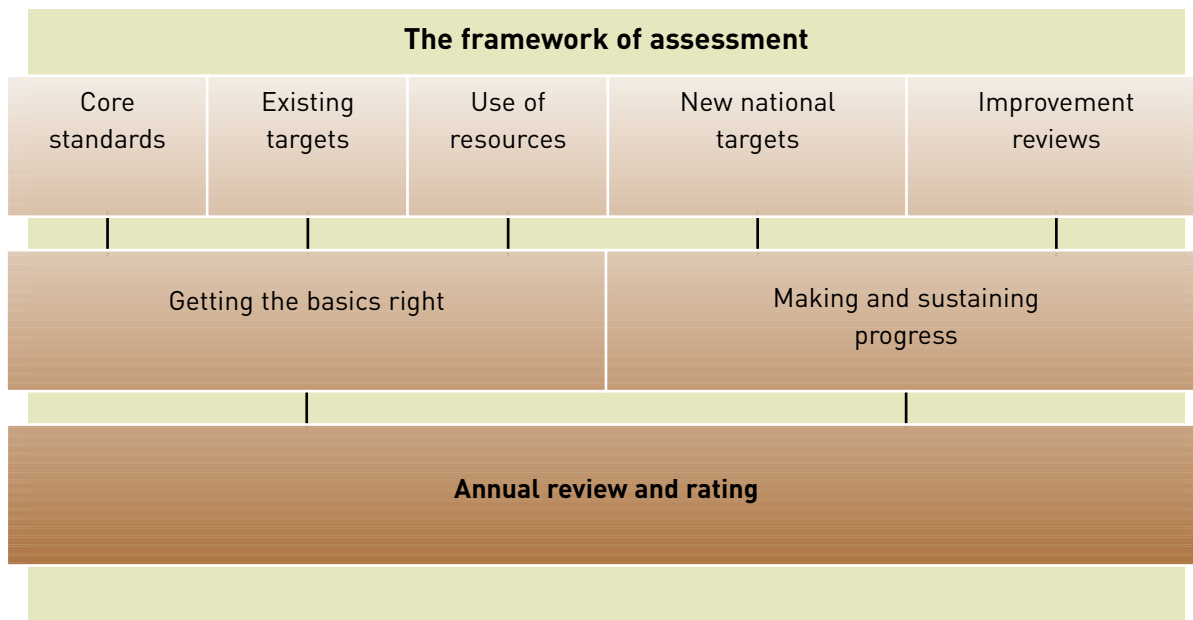 The framework of assessment
Core
standards
Existing
targets
Use of
resources
New national
targets
Improvement
reviews
Getting the basics right
Making and sustaining
progress
Annual review and rating